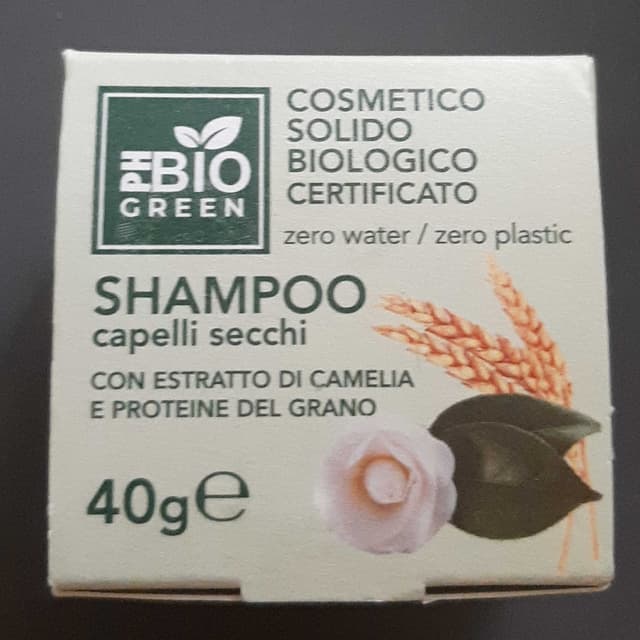 PH BIO
GREEN
COSMETICO
SOLIDO
BIOLOGICO
CERTIFICATO
zero water / zero plastic
SHAMPOO
capelli secchi
CON ESTRATTO DI CAMELIA
E PROTEINE DEL GRANO
40g℮